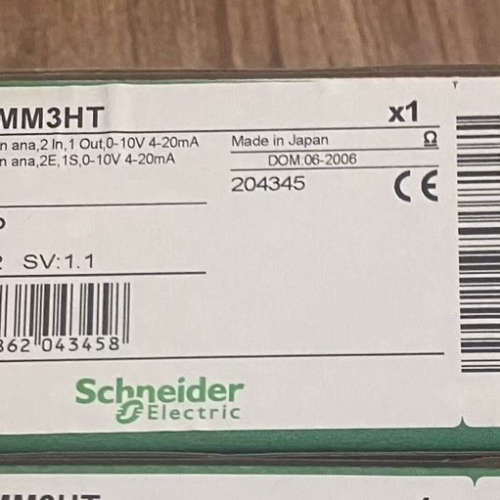 MM3HT x1
n ana,2 In,1 Out,0-10V 4-20mA
n ana,2E,1S,0-10V 4-20mA
Made in Japan Ω
DOM:06-2006
204345 CE
SV:1.1
362 043458
Schneider
Electric